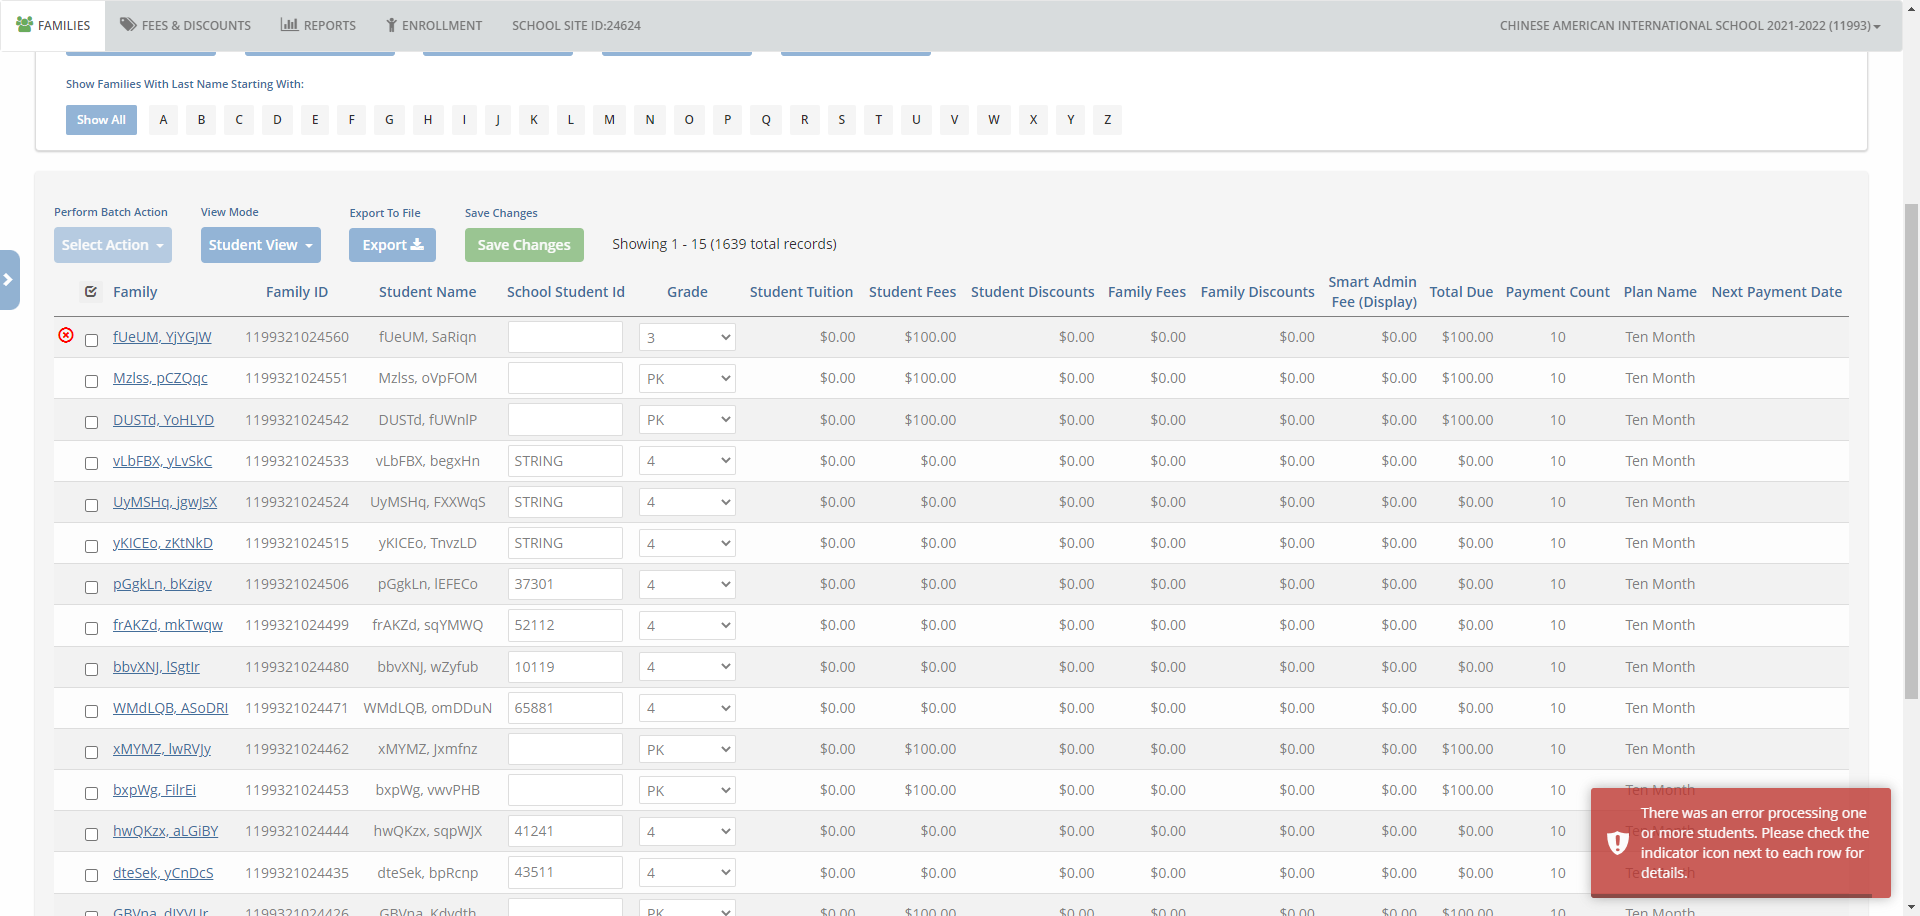 FAMILIES FEES & DISCOUNTS REPORTS ENROLLMENT SCHOOL SITE ID:24624 CHINESE AMERICAN INTERNATIONAL SCHOOL 2021-2022 (11993)
Show Families With Last Name Starting With:
Show All A B C D E F G H I J K L M N O P Q R S T U V W X Y Z
Perform Batch Action View Mode Export To File Save Changes
Select Action Student View Export Save Changes Showing 1 - 15 (1639 total records)
Family Family ID Student Name School Student Id Grade Student Tuition Student Fees Student Discounts Family Fees Family Discounts Smart Admin Fee (Display) Total Due Payment Count Plan Name Next Payment Date
fUeUM, YjYGJW 1199321024560 fUeUM, SaRiqn 3 $0.00 $100.00 $0.00 $0.00 $0.00 $0.00 $100.00 10 Ten Month
Mzlss, pCZQqc 1199321024551 Mzlss, oVpFOM PK $0.00 $100.00 $0.00 $0.00 $0.00 $0.00 $100.00 10 Ten Month
DUSTd, YoHLYD 1199321024542 DUSTd, fUWnlP PK $0.00 $100.00 $0.00 $0.00 $0.00 $0.00 $100.00 10 Ten Month
vLbFBX, yLvSkC 1199321024533 vLbFBX, begxHn STRING 4 $0.00 $0.00 $0.00 $0.00 $0.00 $0.00 $0.00 10 Ten Month
UyMSHq, jgwJsX 1199321024524 UyMSHq, FXXWqS STRING 4 $0.00 $0.00 $0.00 $0.00 $0.00 $0.00 $0.00 10 Ten Month
yKICEo, zKtNkD 1199321024515 yKICEo, TnvzLD STRING 4 $0.00 $0.00 $0.00 $0.00 $0.00 $0.00 $0.00 10 Ten Month
pGgkLn, bKzigv 1199321024506 pGgkLn, lEFECo 37301 4 $0.00 $0.00 $0.00 $0.00 $0.00 $0.00 $0.00 10 Ten Month
frAKZd, mkTwqw 1199321024499 frAKZd, sqYMWQ 52112 4 $0.00 $0.00 $0.00 $0.00 $0.00 $0.00 $0.00 10 Ten Month
bbvXNJ, lSgtIr 1199321024480 bbvXNJ, wZyfub 10119 4 $0.00 $0.00 $0.00 $0.00 $0.00 $0.00 $0.00 10 Ten Month
WMdLQB, ASoDRI 1199321024471 WMdLQB, omDDuN 65881 4 $0.00 $0.00 $0.00 $0.00 $0.00 $0.00 $0.00 10 Ten Month
xMYMZ, lwRVJy 1199321024462 xMYMZ, Jxmfnz PK $0.00 $100.00 $0.00 $0.00 $0.00 $0.00 $100.00 10 Ten Month
bxpWg, FilrEi 1199321024453 bxpWg, vwvPHB PK $0.00 $100.00 $0.00 $0.00 $0.00 $0.00 $100.00 10 Ten Month
hwQKzx, aLGiBY 1199321024444 hwQKzx, sqpWJX 41241 4 $0.00 $0.00 $0.00 $0.00 $0.00 $0.00 $0.00 10
dteSek, yCnDcS 1199321024435 dteSek, bpRcnp 43511 4 $0.00 $0.00 $0.00 $0.00 $0.00 $0.00 $0.00 10
GBVna, 1199321024426 GBVna, Kdydth PK $0.00 $100.00 $0.00 $0.00 $0.00 $0.00 $100.00 10 Ten Month
There was an error processing one
or more students. Please check the
indicator icon next to each row for
details.